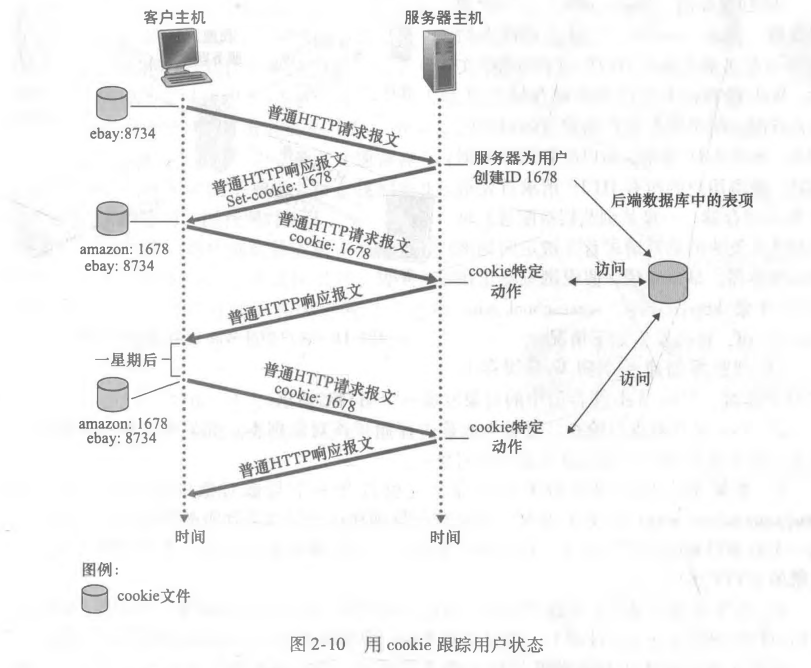 客户主机
服务器主机
ebay:8734
普通HTTP请求报文
服务器为用户
创建ID 1678
普通HTTP响应报文
Set-cookie: 1678
后端数据库中的表项
amazon: 1678
ebay: 8734
普通HTTP请求报文
cookie: 1678
cookie特定
动作
访问
普通HTTP响应报文
一星期后
访问
普通HTTP请求报文
cookie: 1678
amazon: 1678
ebay: 8734
cookie特定
动作
普通HTTP响应报文
时间
时间
图例:
cookie文件
图 2-10 用 cookie 跟踪用户状态